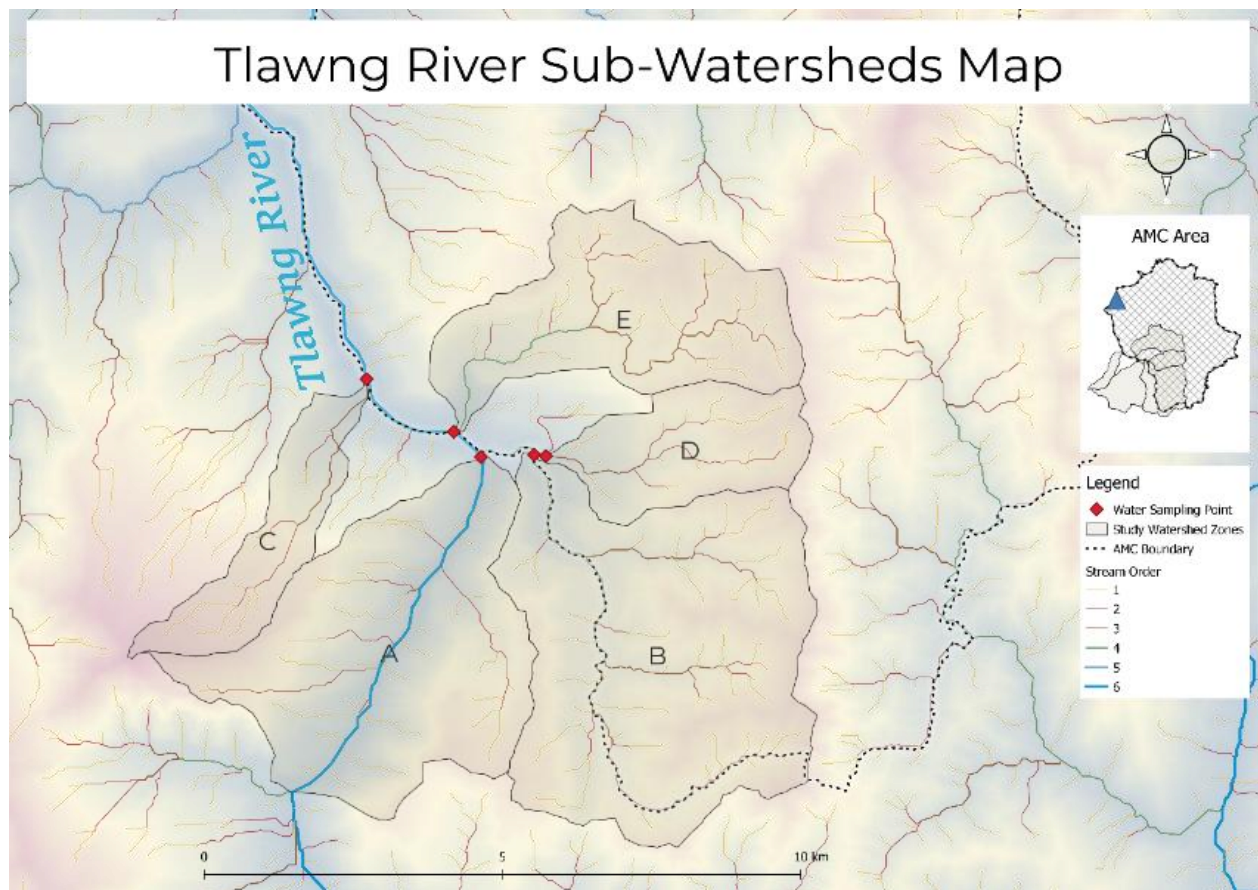 Tlawng River Sub-Watersheds Map
Tlawng River
AMC Area
E
D
C
B
A
Legend
Water Sampling Point
Study Watershed Zones
AMC Boundary
Stream Order
1
2
3
4
5
6
0 5 10 km